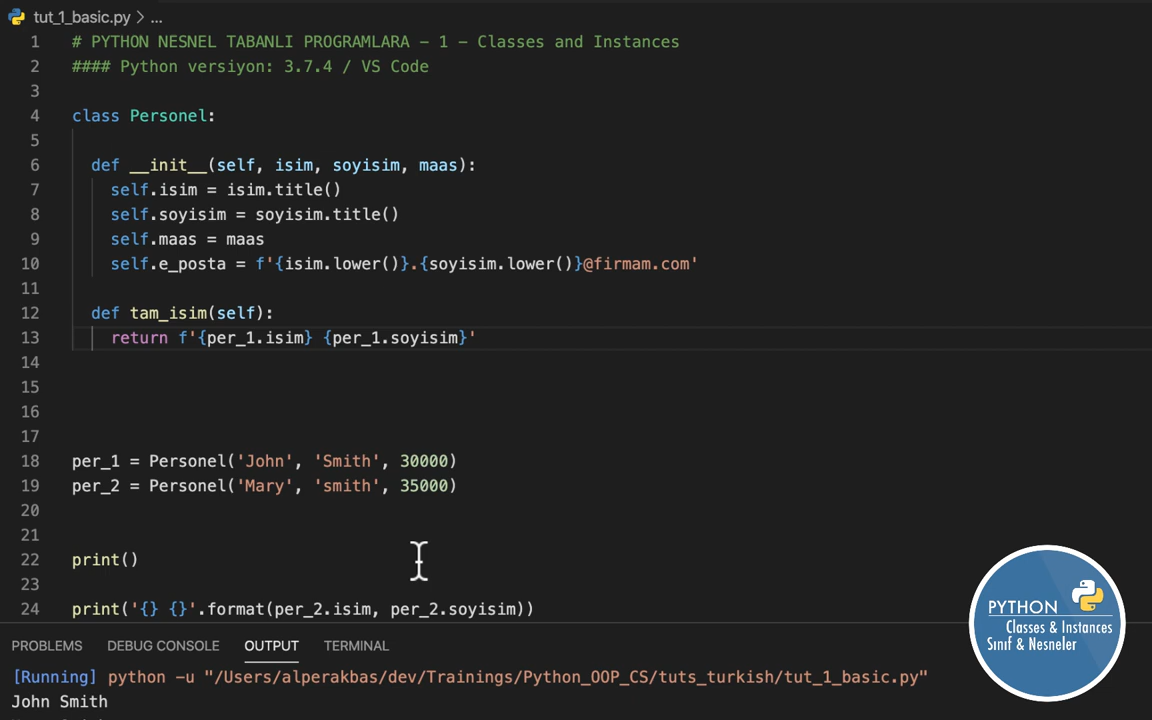 tut_1_basic.py > ...
1 # PYTHON NESNEL TABANLI PROGRAMLARA - 1 - Classes and Instances
2 #### Python versiyon: 3.7.4 / VS Code
3
4 class Personel:
5
6 def __init__(self, isim, soyisim, maas):
7 self.isim = isim.title()
8 self.soyisim = soyisim.title()
9 self.maas = maas
10 self.e_posta = f'{isim.lower()}.{soyisim.lower()}@firmam.com'
11
12 def tam_isim(self):
13 return f'{per_1.isim} {per_1.soyisim}'
14
15
16
17
18 per_1 = Personel('John', 'Smith', 30000)
19 per_2 = Personel('Mary', 'smith', 35000)
20
21
22 print()
23
24 print('{} {}'.format(per_2.isim, per_2.soyisim))
PYTHON
Classes & Instances
Sınıf & Nesneler
PROBLEMS DEBUG CONSOLE OUTPUT TERMINAL
[Running] python -u "/Users/alperakbas/dev/Trainings/Python_OOP_CS/tuts_turkish/tut_1_basic.py"
John Smith